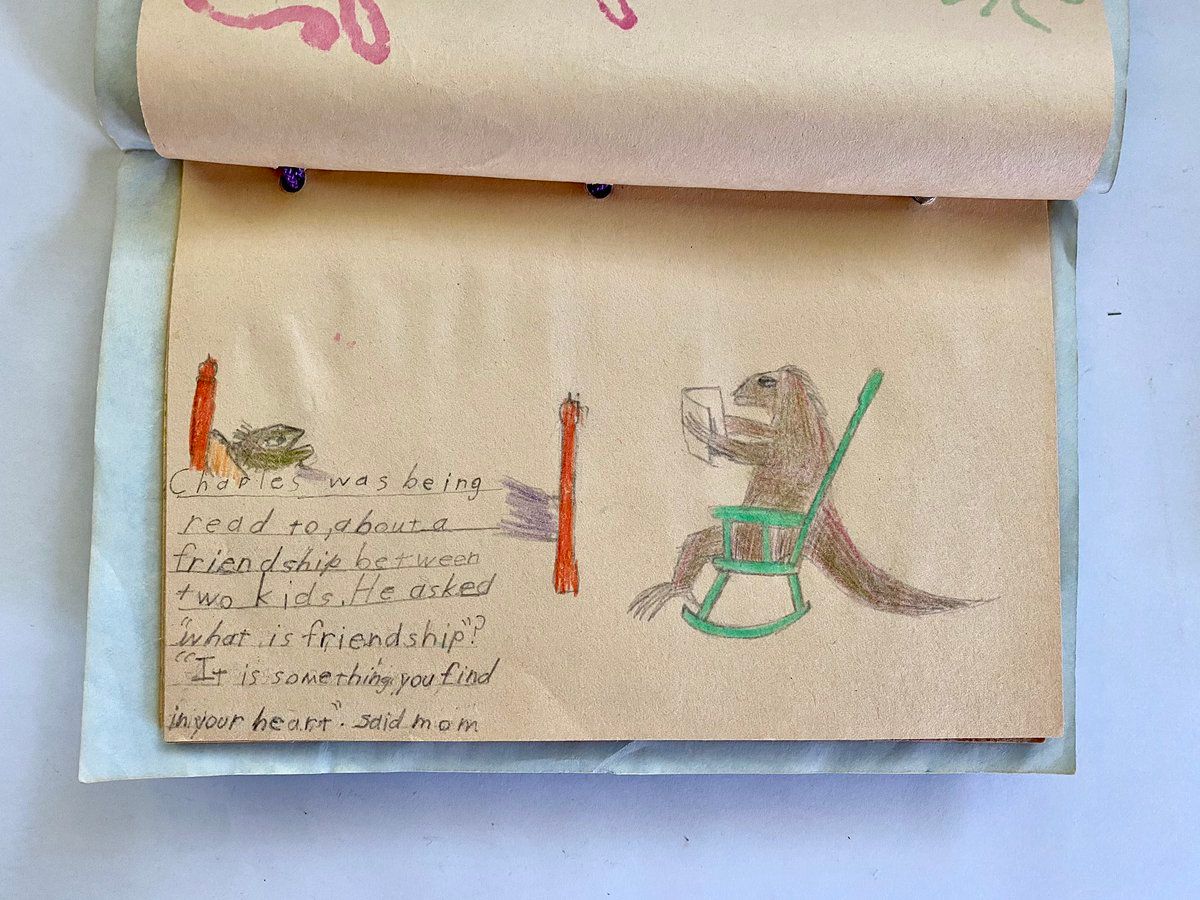 Charles was being
read to, about a
friendship between
two kids. He asked
"what is friendship"?
"It is something you find
in your heart". said mom